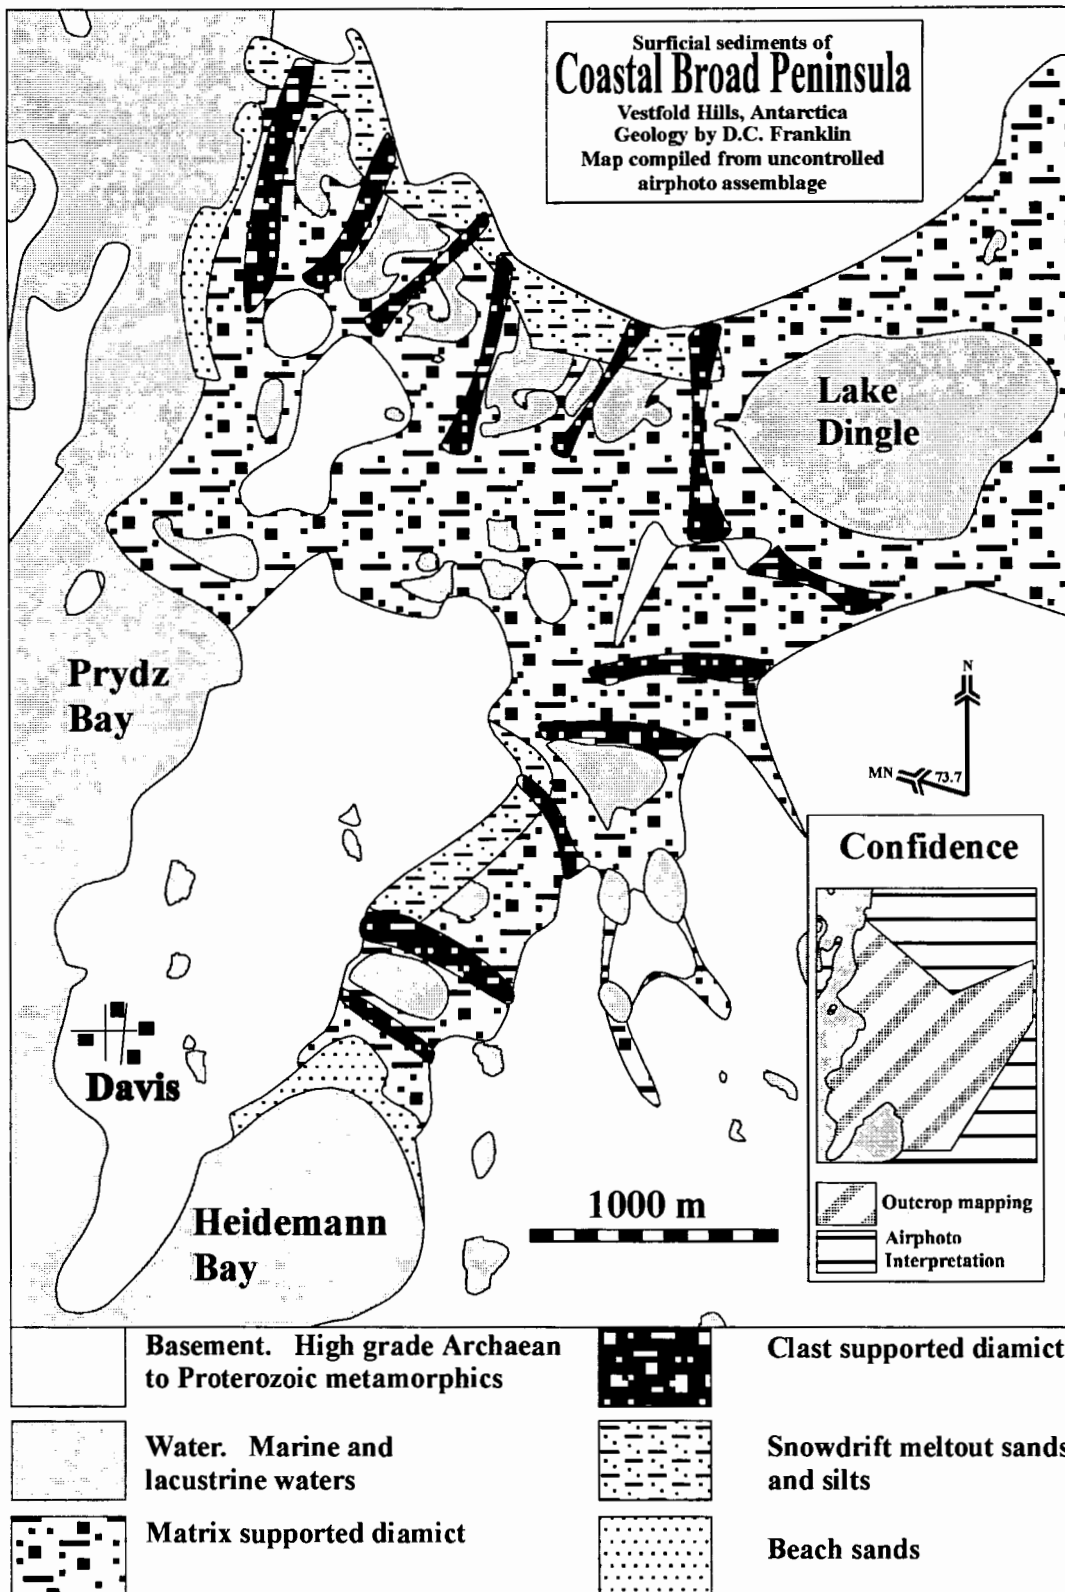 Surficial sediments of
Coastal Broad Peninsula
Vestfold Hills, Antarctica
Geology by D.C. Franklin
Map compiled from uncontrolled
airphoto assemblage
Lake
Dingle
Prydz
Bay
N
MN
73.7
Confidence
Outcrop mapping
Airphoto
Interpretation
Davis
1000 m
Heidemann
Bay
Basement. High grade Archaean
to Proterozoic metamorphics
Clast supported diamict
Water. Marine and
lacustrine waters
Snowdrift meltout sands
and silts
Matrix supported diamict
Beach sands